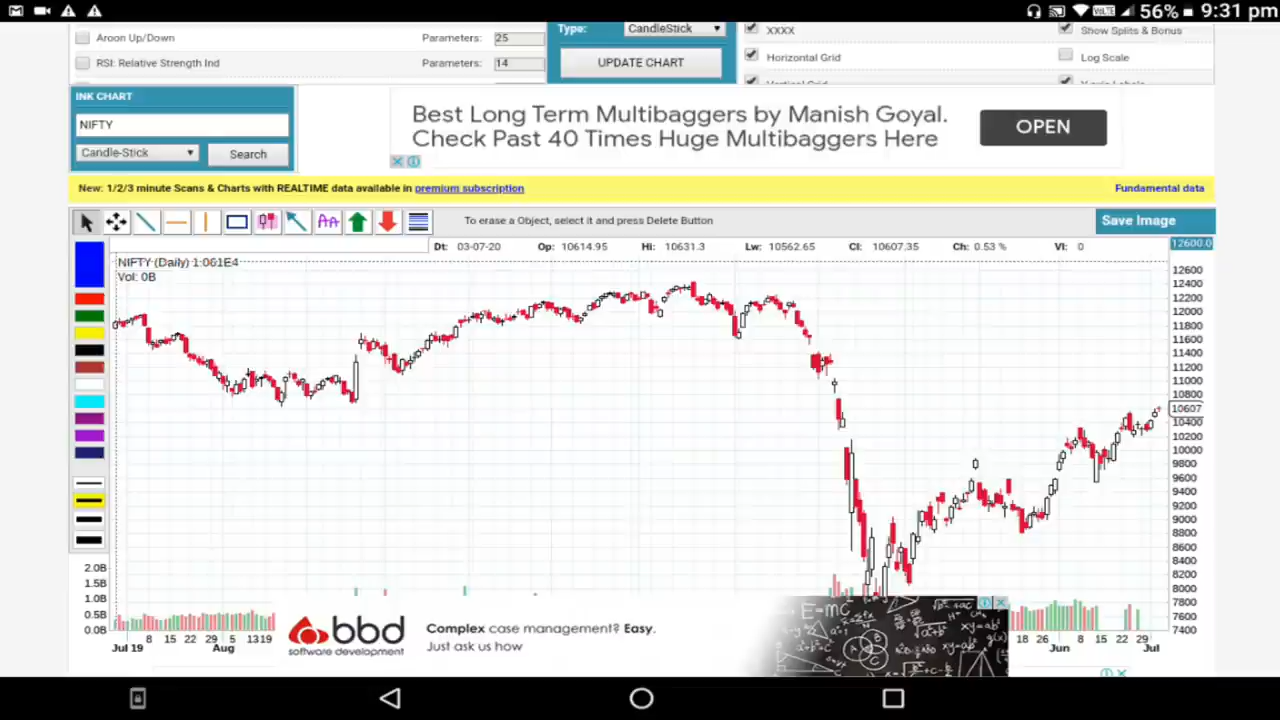 56% 9:31 pm
Aroon Up/Down Parameters: 25
RSI: Relative Strength Ind Parameters: 14
Type: CandleStick
UPDATE CHART
XXXX Show Splits & Bonus
Horizontal Grid Log Scale
INK CHART
NIFTY
Candle-Stick Search
Best Long Term Multibaggers by Manish Goyal.
Check Past 40 Times Huge Multibaggers Here
OPEN
New: 1/2/3 minute Scans & Charts with REALTIME data available in premium subscription Fundamental data
To erase a Object, select it and press Delete Button
Save Image
Dt: 03-07-20 Op: 10614.95 Hi: 10631.3 Lw: 10562.65 Cl: 10607.35 Ch: 0.53 % Vl: 0
12600.0
NIFTY (Daily) 1.061E4
Vol: 0B
12600
12400
12200
12000
11800
11600
11400
11200
11000
10800
10607
10400
10200
10000
9800
9600
9400
9200
9000
8800
8600
8400
8200
8000
7800
7600
7400
2.0B
1.5B
1.0B
0.5B
0.0B
8 15 22 29 5 13 19
Jul 19 Aug
18 26 8 15 22 29
Jun Jul
bbd
software development
Complex case management? Easy.
Just ask us how
E=mc²